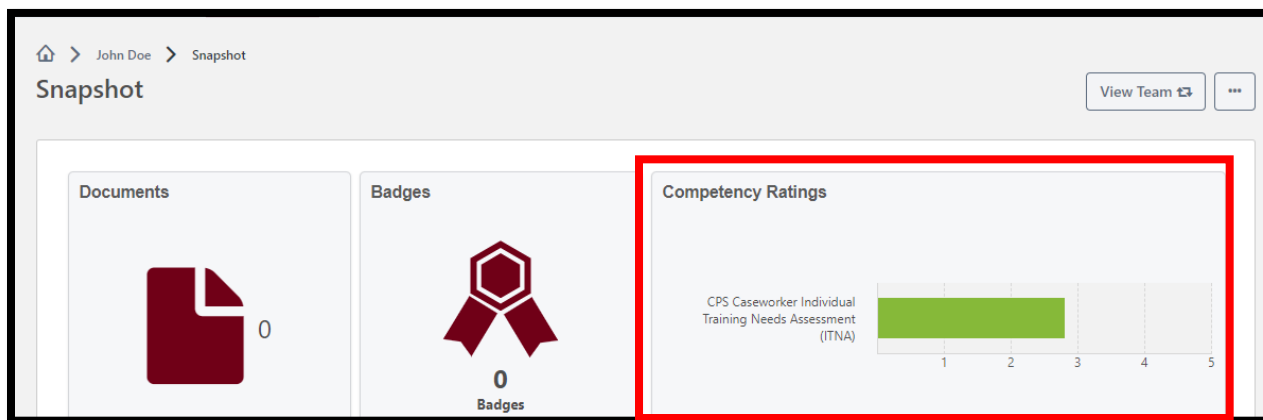 John Doe Snapshot
Snapshot
View Team
Documents
0
Badges
0
Badges
Competency Ratings
CPS Caseworker Individual
Training Needs Assessment
(ITNA)
1 2 3 4 5